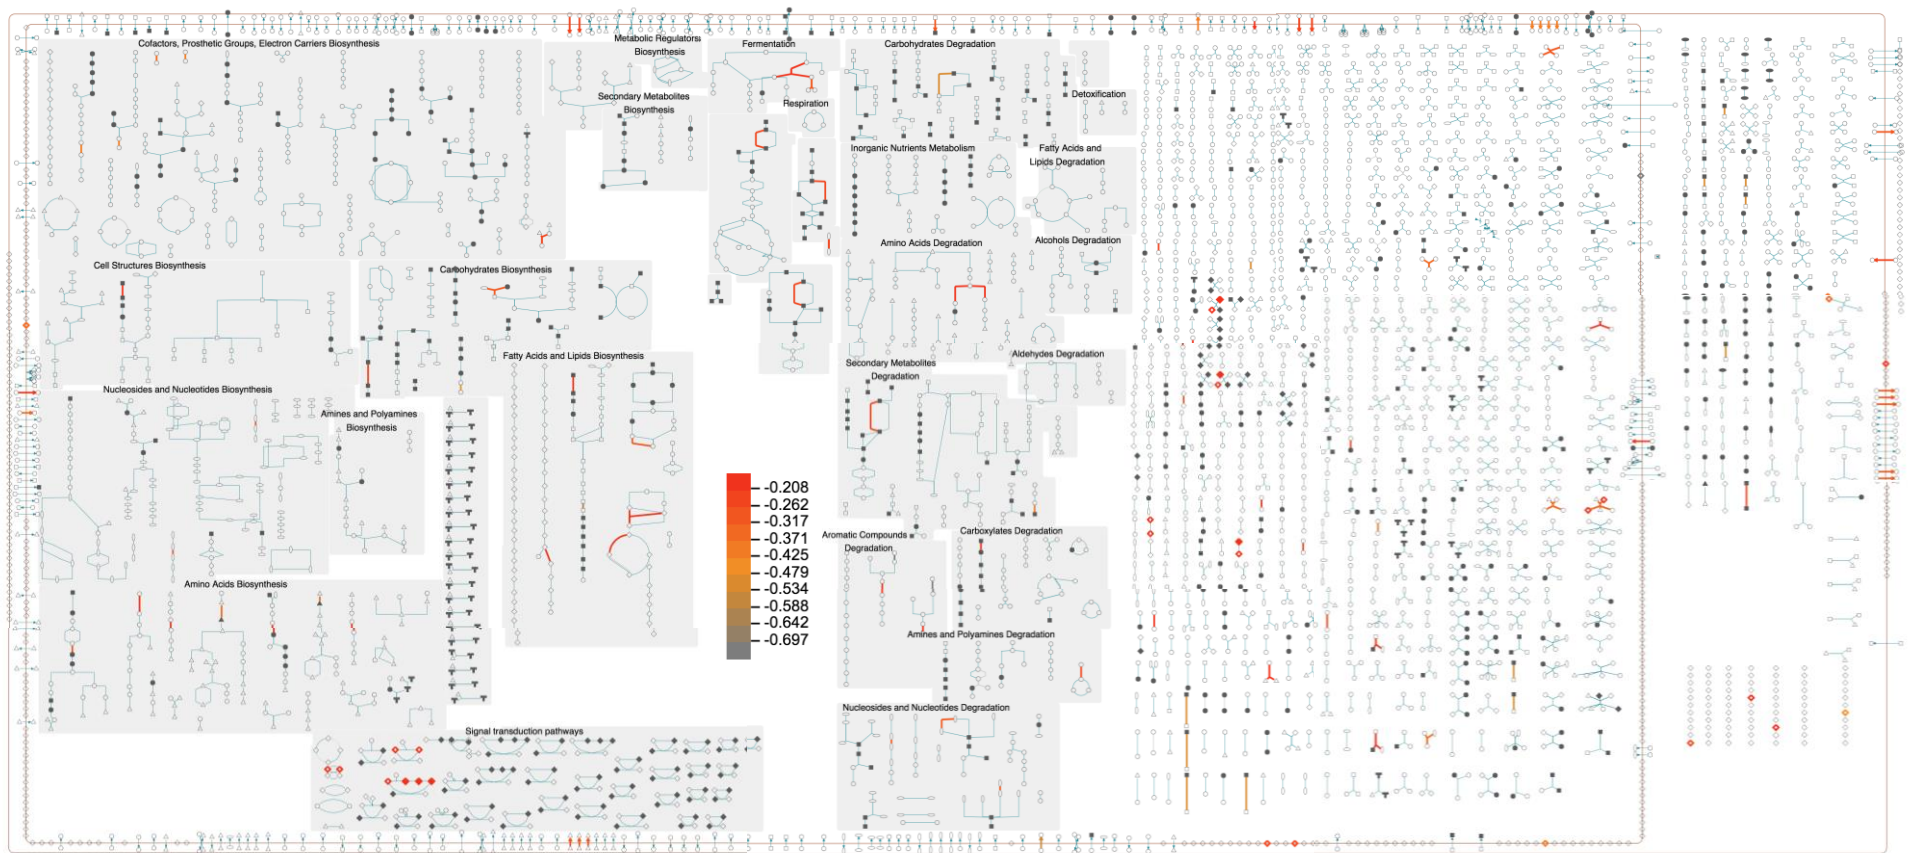 Cofactors, Prosthetic Groups, Electron Carriers Biosynthesis
Metabolic Regulators
Biosynthesis
Fermentation
Carbohydrates Degradation
Secondary Metabolites
Biosynthesis
Respiration
Detoxification
Inorganic Nutrients Metabolism
Fatty Acids and
Lipids Degradation
Amino Acids Degradation
Alcohols Degradation
Cell Structures Biosynthesis
Carbohydrates Biosynthesis
Fatty Acids and Lipids Biosynthesis
Secondary Metabolites
Degradation
Aldehydes Degradation
Nucleosides and Nucleotides Biosynthesis
Amines and Polyamines
Biosynthesis
-0.208
-0.262
-0.317
-0.371
-0.425
-0.479
-0.534
-0.588
-0.642
-0.697
Aromatic Compounds
Degradation
Carboxylates Degradation
Amino Acids Biosynthesis
Amines and Polyamines Degradation
Nucleosides and Nucleotides Degradation
Signal transduction pathways